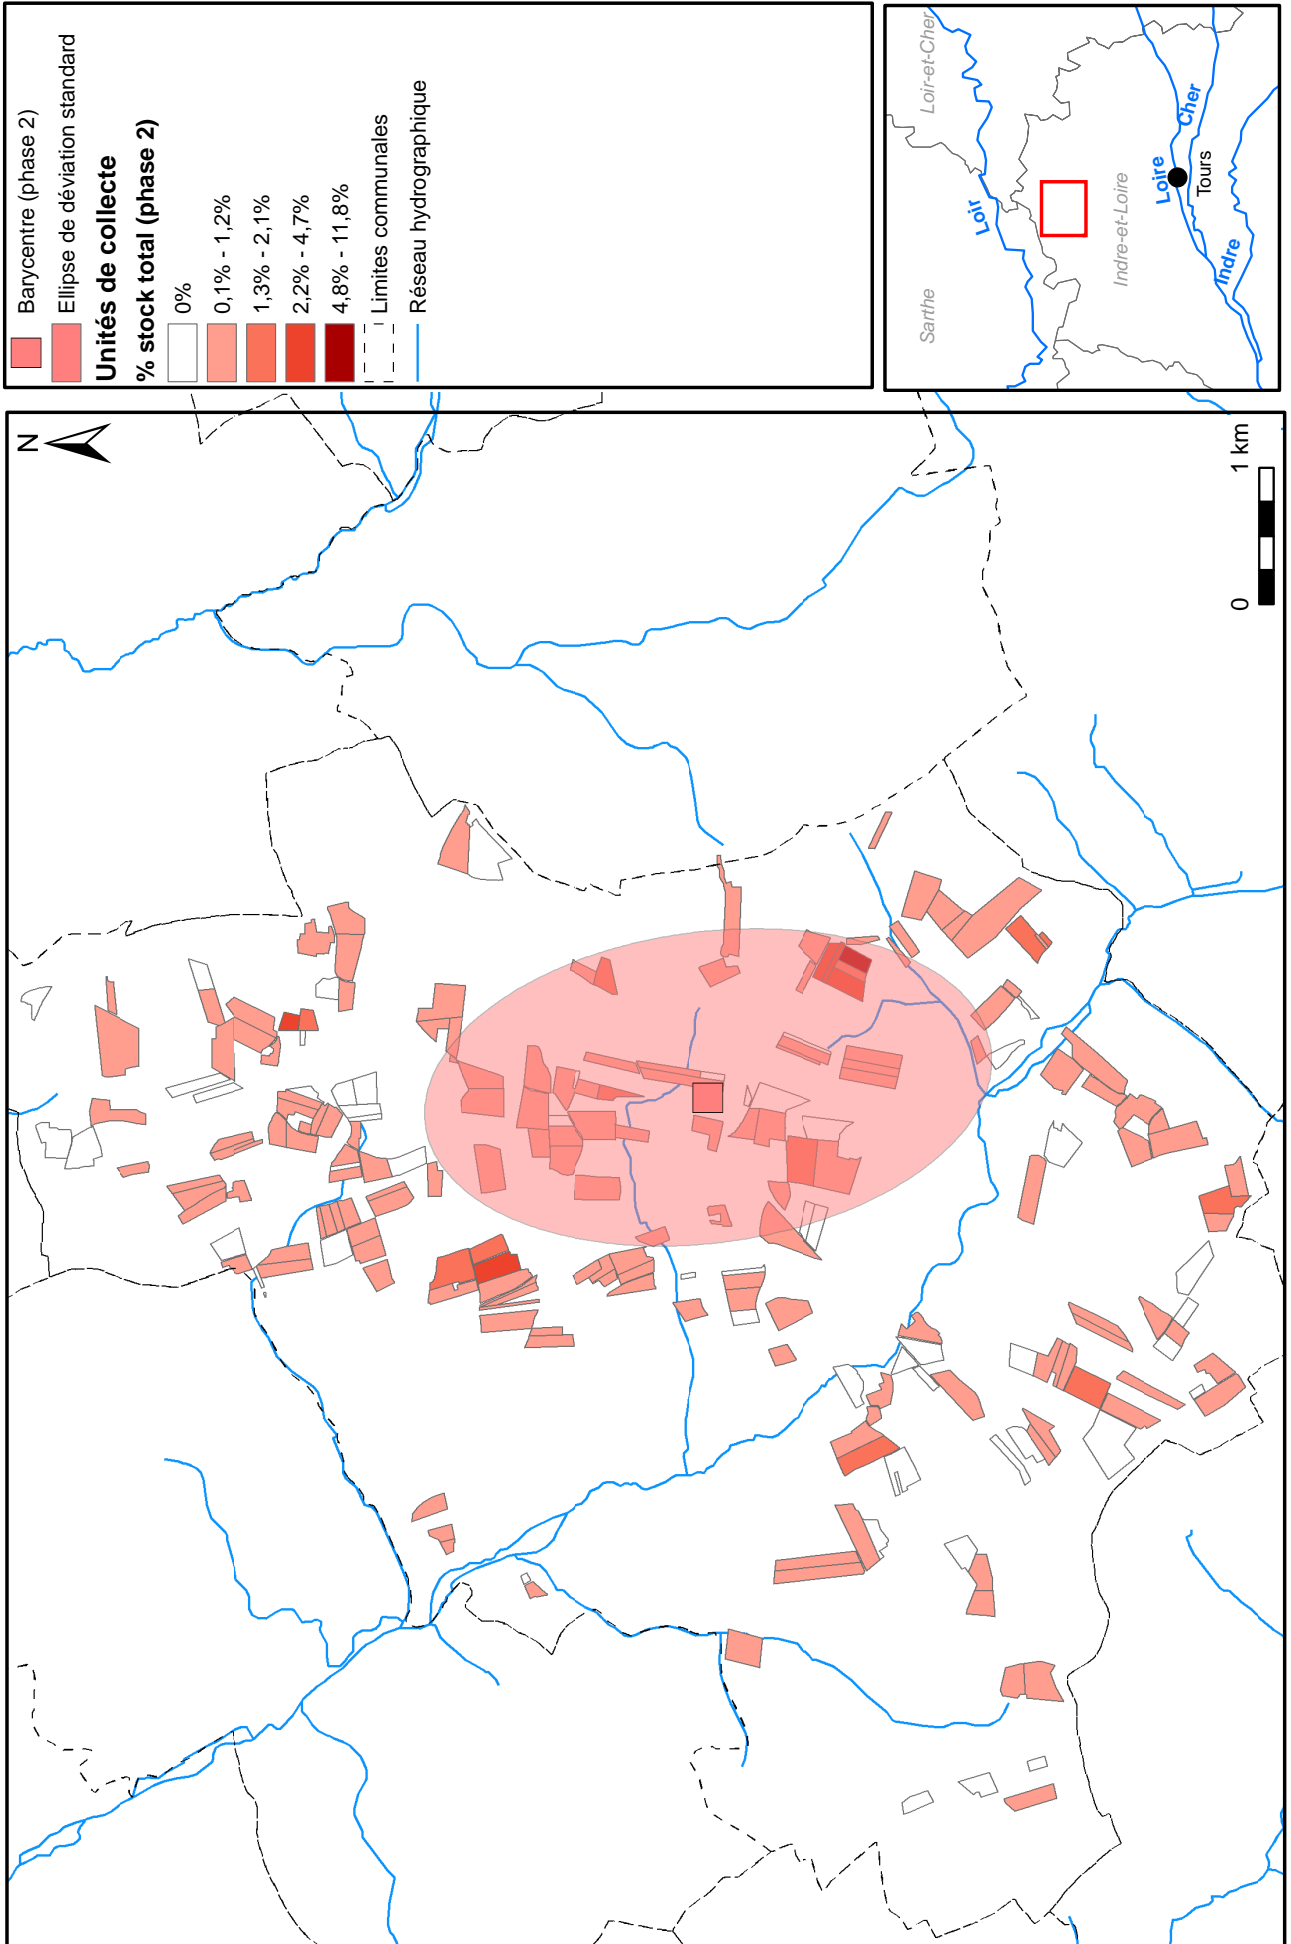 Barycentre (phase 2)
Ellipse de déviation standard
Unités de collecte
% stock total (phase 2)
0%
0,1% - 1,2%
1,3% - 2,1%
2,2% - 4,7%
4,8% - 11,8%
Limites communales
Réseau hydrographique
Sarthe
Loir-et-Cher
Loir
Indre-et-Loire
Loire
Cher
Tours
Indre
N
0
1 km